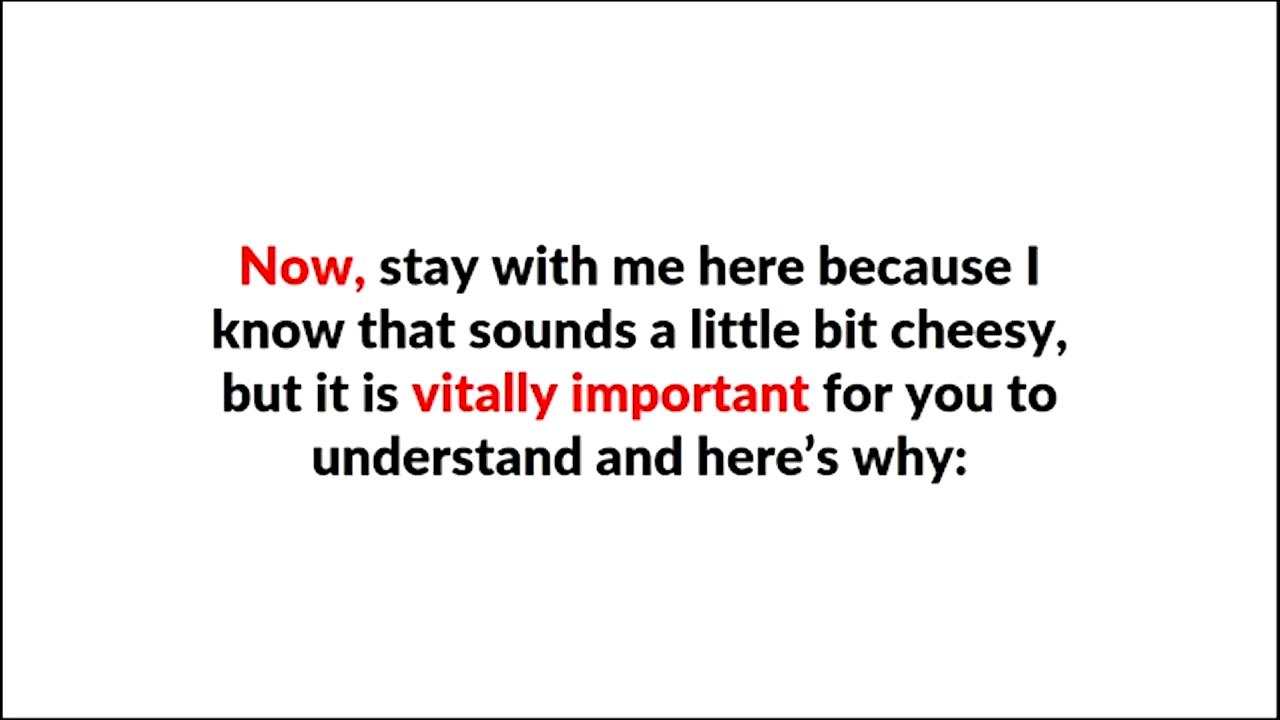 Now, stay with me here because I
know that sounds a little bit cheesy,
but it is vitally important for you to
understand and here’s why: